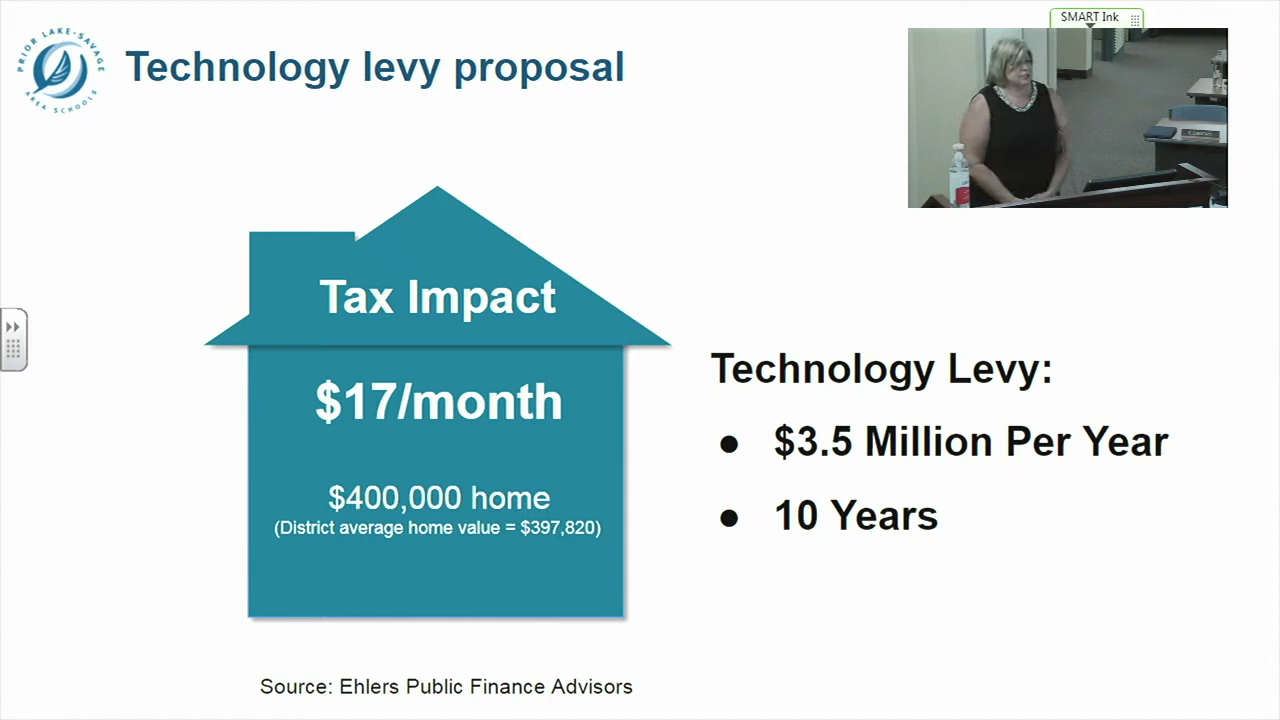 SMART Ink
PRIOR LAKE-SAVAGE
AREA SCHOOLS
Technology levy proposal
Tax Impact
$17/month
$400,000 home
(District average home value = $397,820)
Technology Levy:
● $3.5 Million Per Year
● 10 Years
Source: Ehlers Public Finance Advisors